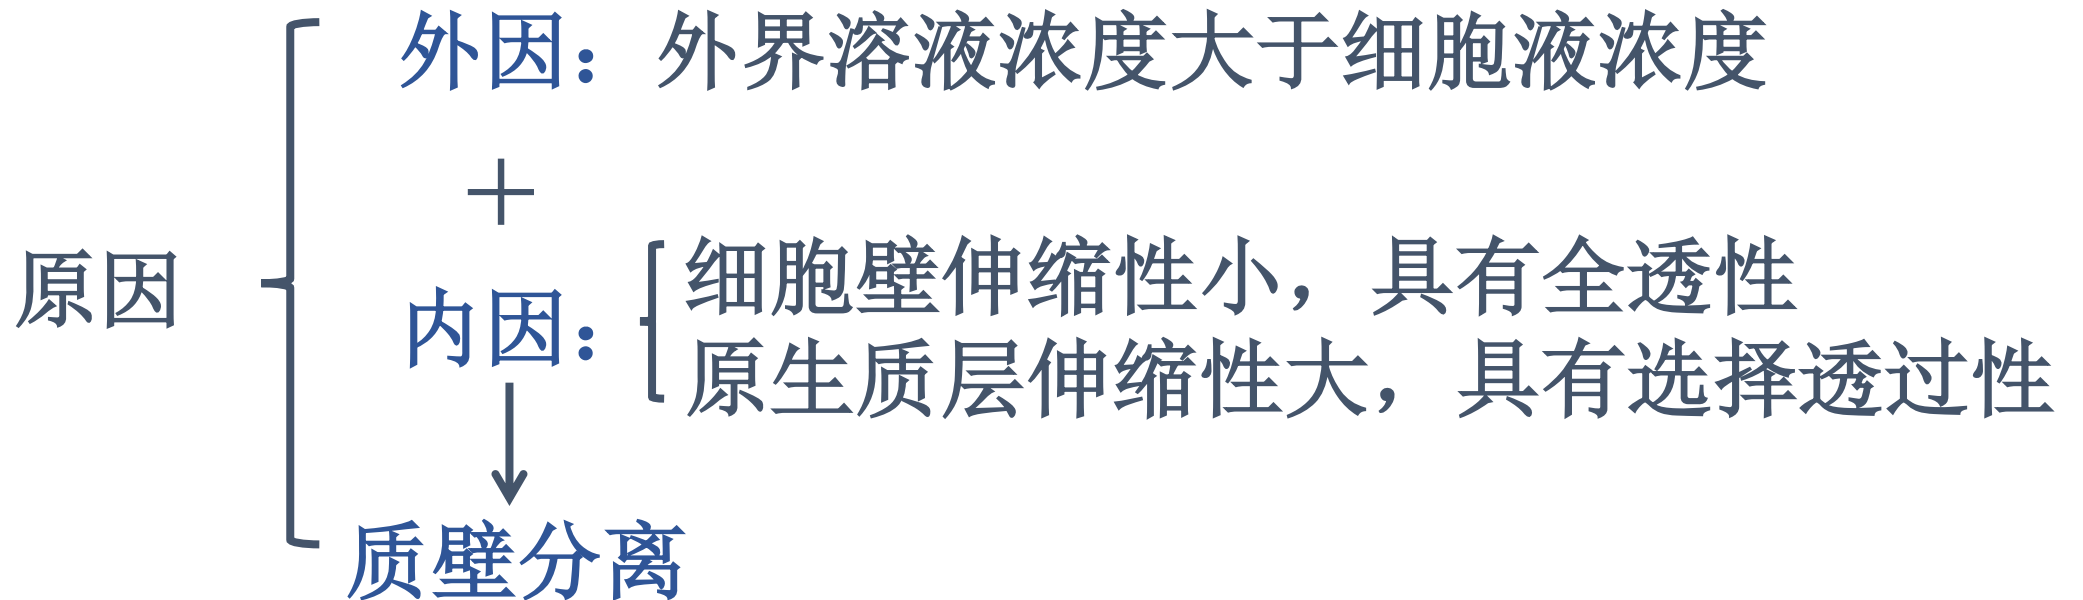 外因：外界溶液浓度大于细胞液浓度
+
原因
内因：
细胞壁伸缩性小，具有全透性
原生质层伸缩性大，具有选择透过性
质壁分离